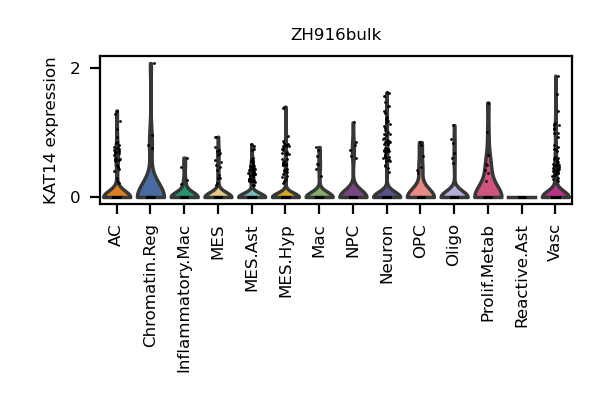 ZH916bulk
KAT14 expression
2
0
AC
Chromatin.Reg
Inflammatory.Mac
MES
MES.Ast
MES.Hyp
Mac
NPC
Neuron
OPC
Oligo
Prolif.Metab
Reactive.Ast
Vasc